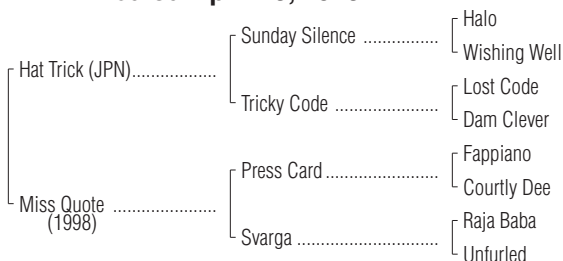 Halo
Sunday Silence ................
Wishing Well
Hat Trick (JPN).................
Lost Code
Tricky Code ......................
Dam Clever
Fappiano
Press Card ........................
Courtly Dee
Miss Quote .....................
(1998)
Raja Baba
Svarga ..............................
Unfurled